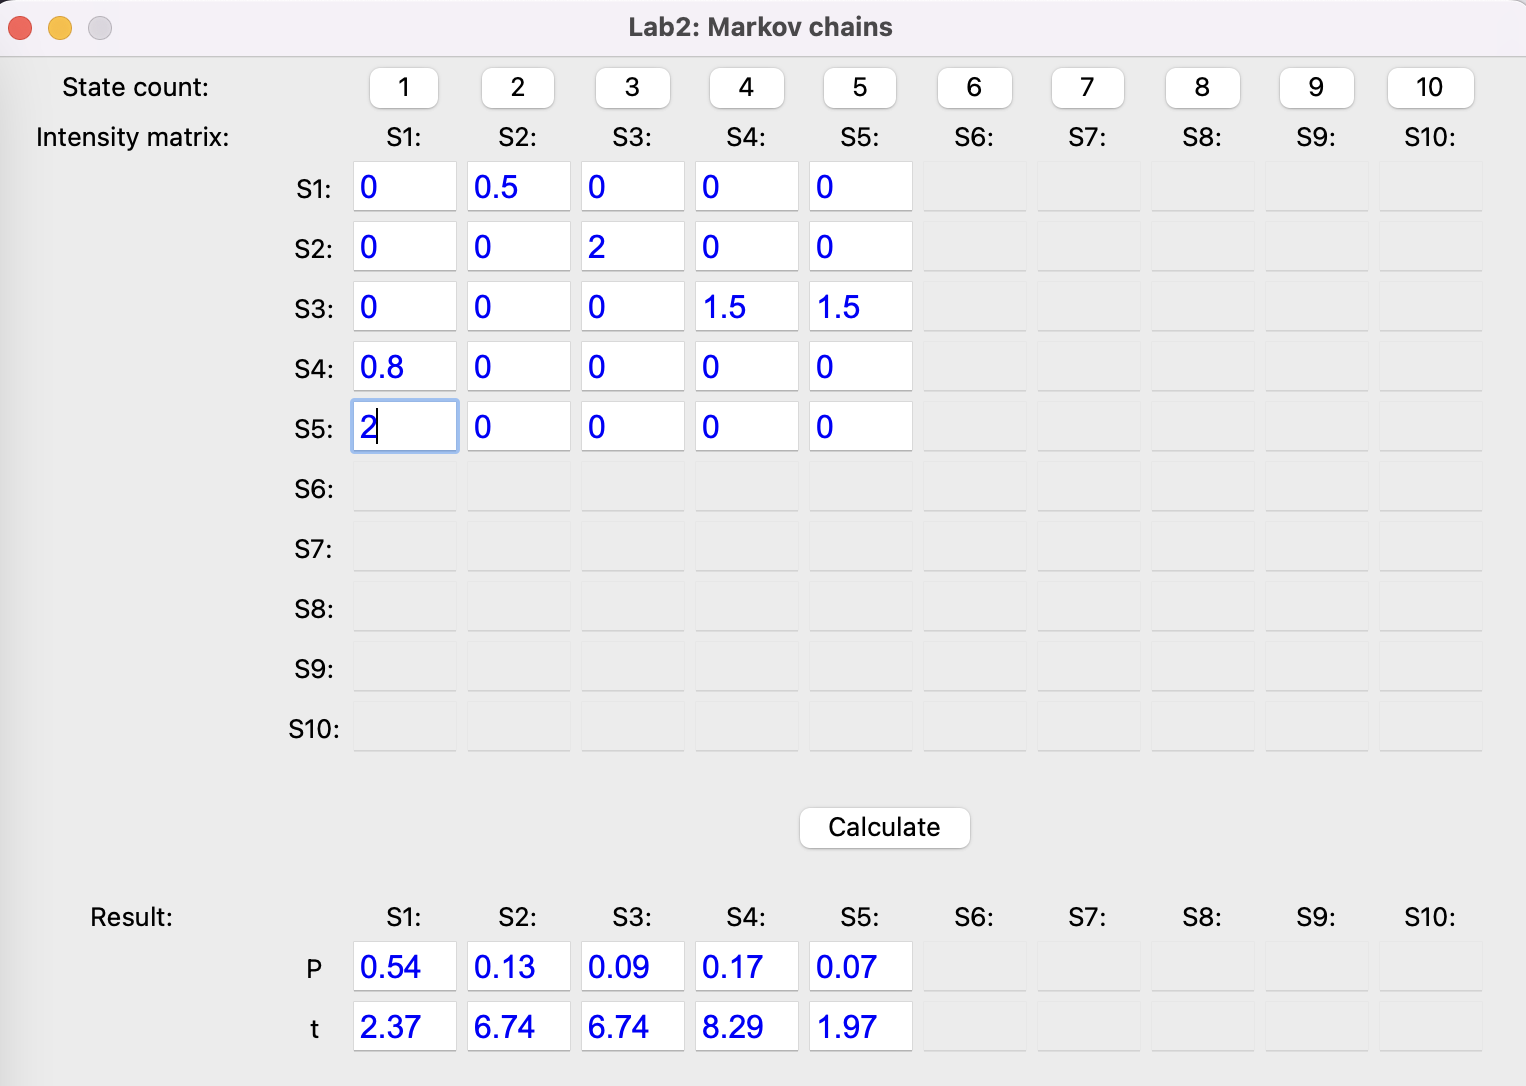 Lab2: Markov chains
State count: 1 2 3 4 5 6 7 8 9 10
Intensity matrix: S1: S2: S3: S4: S5: S6: S7: S8: S9: S10:
S1: 0 0.5 0 0 0
S2: 0 0 2 0 0
S3: 0 0 0 1.5 1.5
S4: 0.8 0 0 0 0
S5: 2 0 0 0 0
S6:
S7:
S8:
S9:
S10:
Calculate
Result: S1: S2: S3: S4: S5: S6: S7: S8: S9: S10:
P 0.54 0.13 0.09 0.17 0.07
t 2.37 6.74 6.74 8.29 1.97